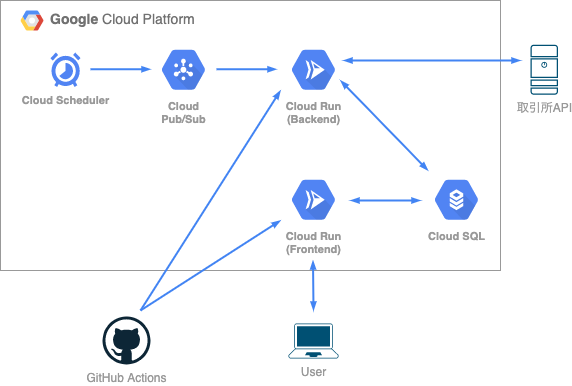 Google Cloud Platform
Cloud Scheduler
Cloud
Pub/Sub
Cloud Run
(Backend)
取引所API
Cloud Run
(Frontend)
Cloud SQL
GitHub Actions
User